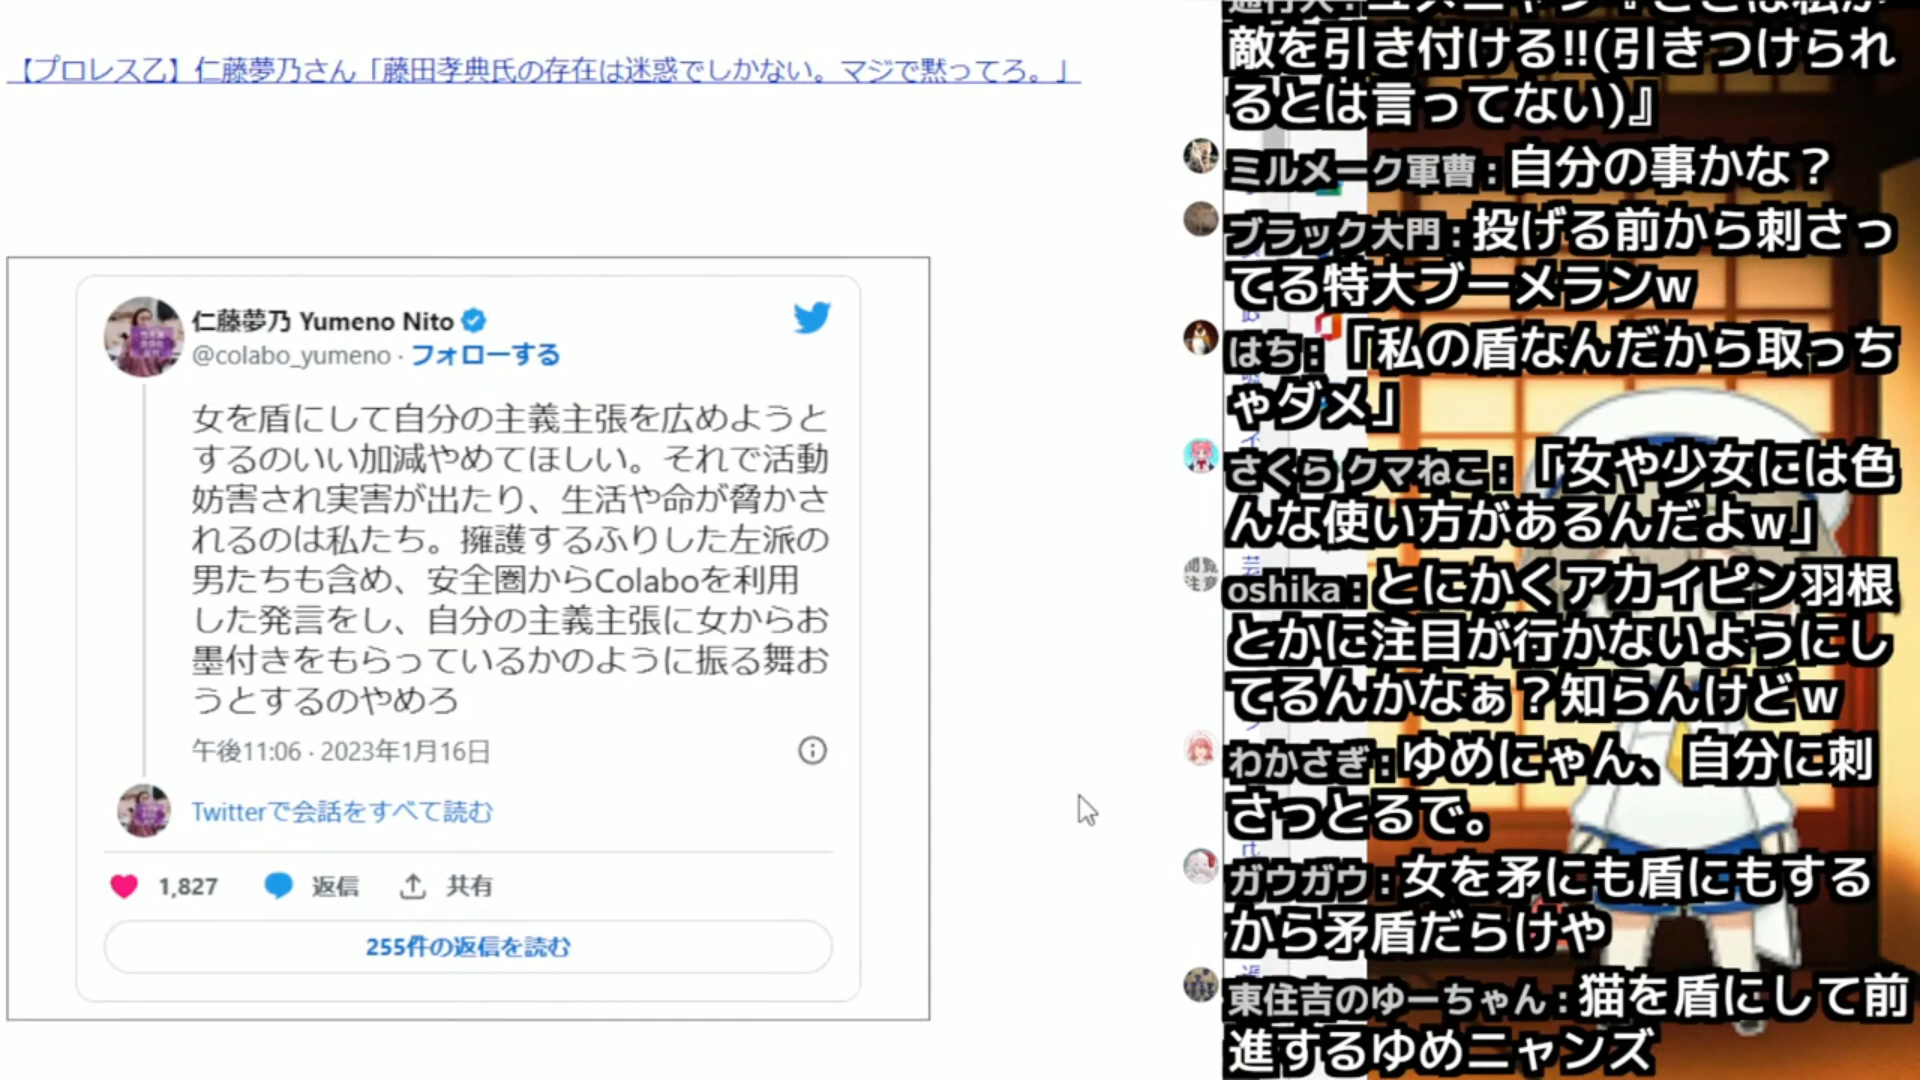 【プロレス乙】仁藤夢乃さん「藤田孝典氏の存在は迷惑でしかない。マジで黙ってろ。」
仁藤夢乃 Yumeno Nito
@colabo_yumeno · フォローする
女を盾にして自分の主義主張を広めようと
するのいい加減やめてほしい。それで活動
妨害され実害が出たり、生活や命が脅かさ
れるのは私たち。擁護するふりした左派の
男たちも含め、安全圏からColaboを利用
した発言をし、自分の主義主張に女からお
墨付きをもらっているかのように振る舞お
うとするのやめろ
午後11:06 · 2023年1月16日
Twitterで会話をすべて読む
1,827 返信 共有
255件の返信を読む
敵を引き付ける!!(引きつけられ
るとは言ってない)』
ミルメーク軍曹 : 自分の事かな？
ブラック大門 : 投げる前から刺さっ
てる特大ブーメランw
はち : 「私の盾なんだから取っち
ゃダメ」
さくら クマねこ : 「女や少女には色
んな使い方があるんだよw」
閲覧
注意
oshika : とにかくアカイピン羽根
とかに注目が行かないようにし
てるんかなぁ？知らんけどw
わかさぎ : ゆめにゃん、自分に刺
さっとるで。
ガウガウ : 女を矛にも盾にもする
から矛盾だらけや
東住吉のゆーちゃん : 猫を盾にして前
進するゆめニャンズ